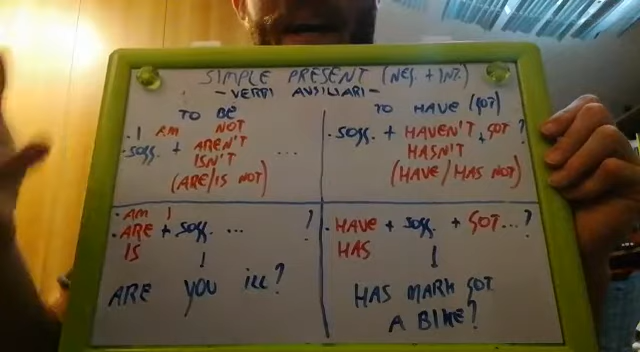 SIMPLE PRESENT (NEG. + INT.)
- VERBI AUSILIARI -
TO BE
• I AM NOT
• SOGG. + AREN'T ...
ISN'T
(ARE/IS NOT)
TO HAVE (GOT)
• SOGG. + HAVEN'T + GOT ?
HASN'T
(HAVE/HAS NOT)
• AM I
• ARE + SOGG. ... ?
IS
ARE YOU ILL?
• HAVE + SOGG. + GOT...?
HAS
HAS MARK GOT
A BIKE?